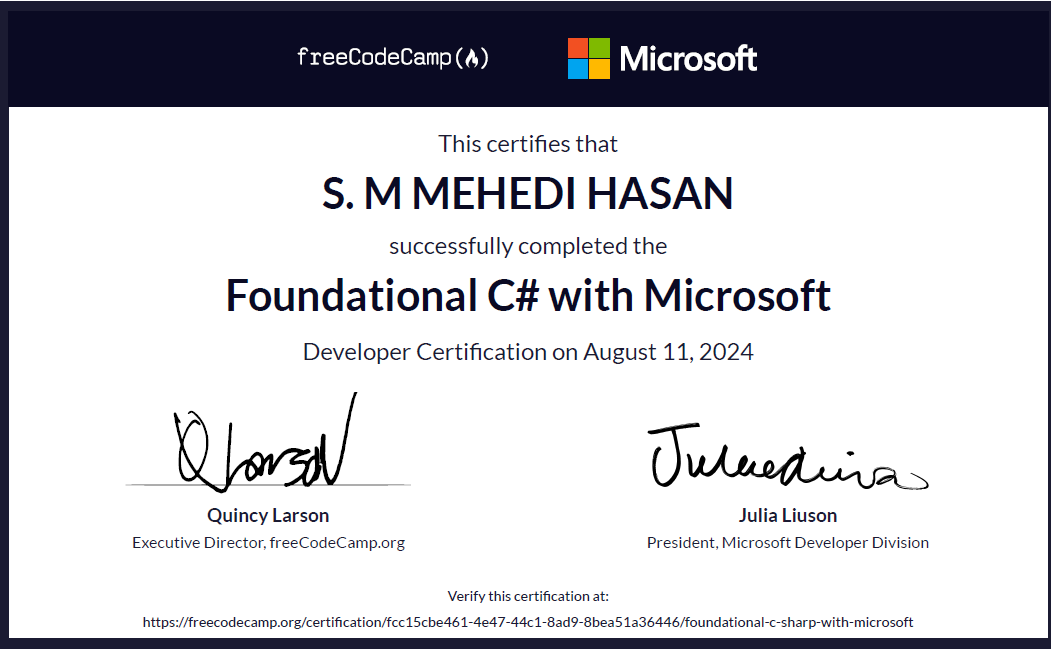 freeCodeCamp(🔥) Microsoft
This certifies that
S. M MEHEDI HASAN
successfully completed the
Foundational C# with Microsoft
Developer Certification on August 11, 2024
Quincy Larson
Executive Director, freeCodeCamp.org
Julia Liuson
President, Microsoft Developer Division
Verify this certification at:
https://freecodecamp.org/certification/fcc15cbe461-4e47-44c1-8ad9-8bea51a36446/foundational-c-sharp-with-microsoft